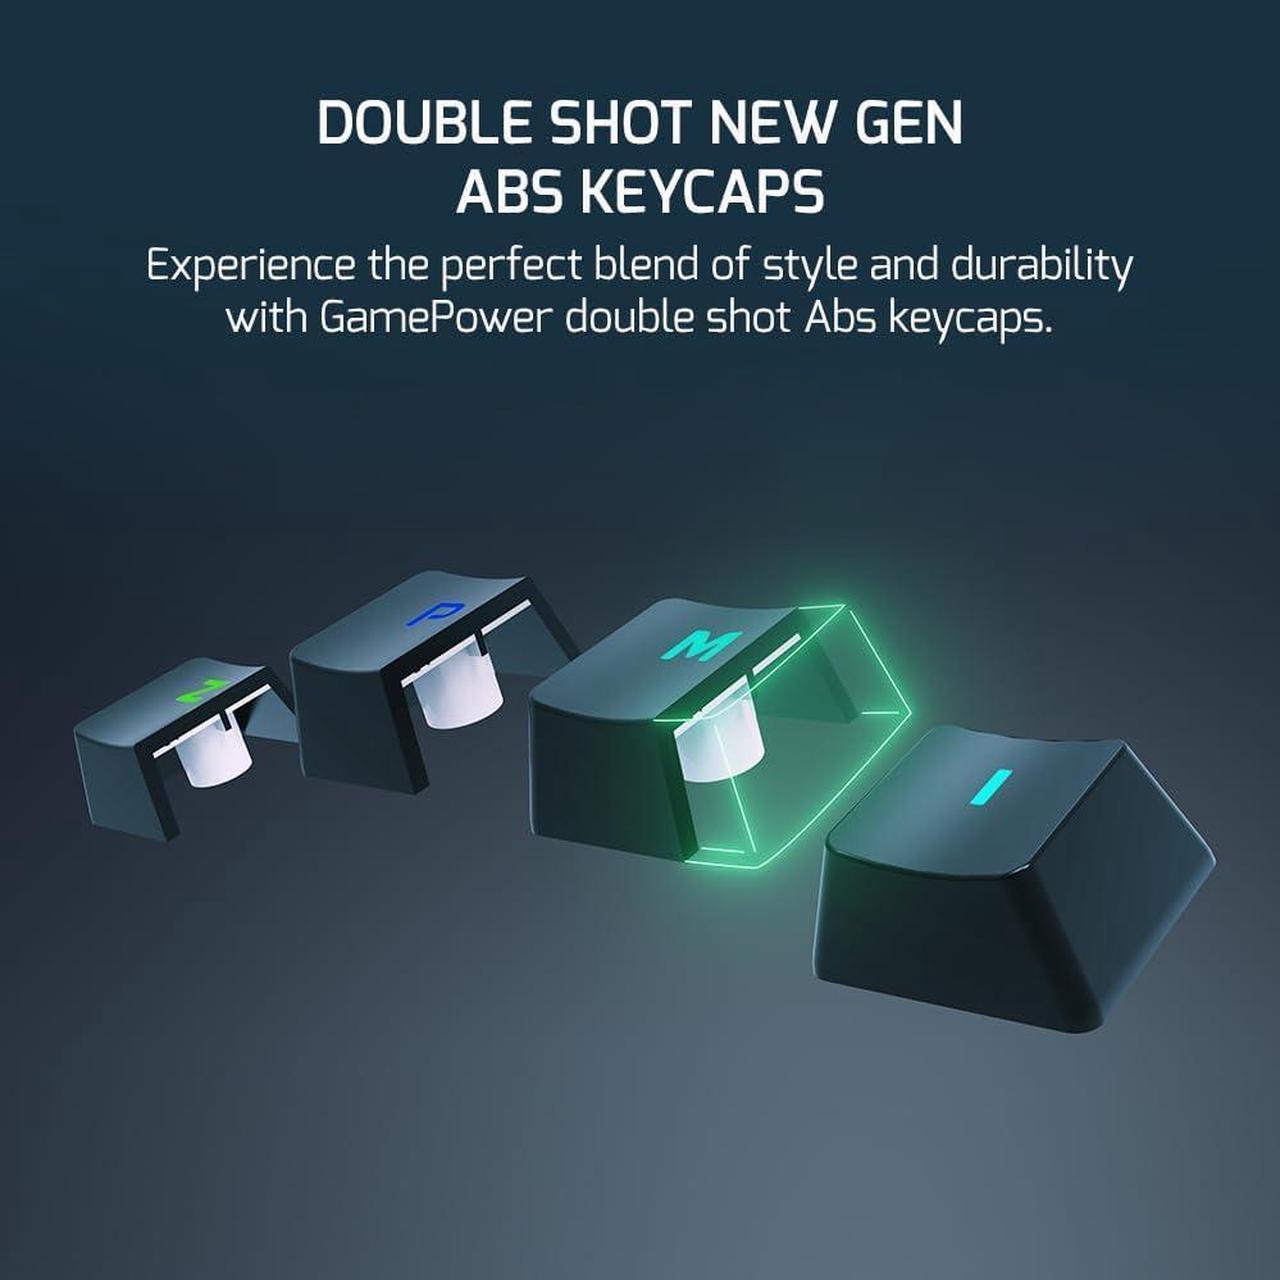 DOUBLE SHOT NEW GEN
ABS KEYCAPS
Experience the perfect blend of style and durability
with GamePower double shot Abs keycaps.
N P M I